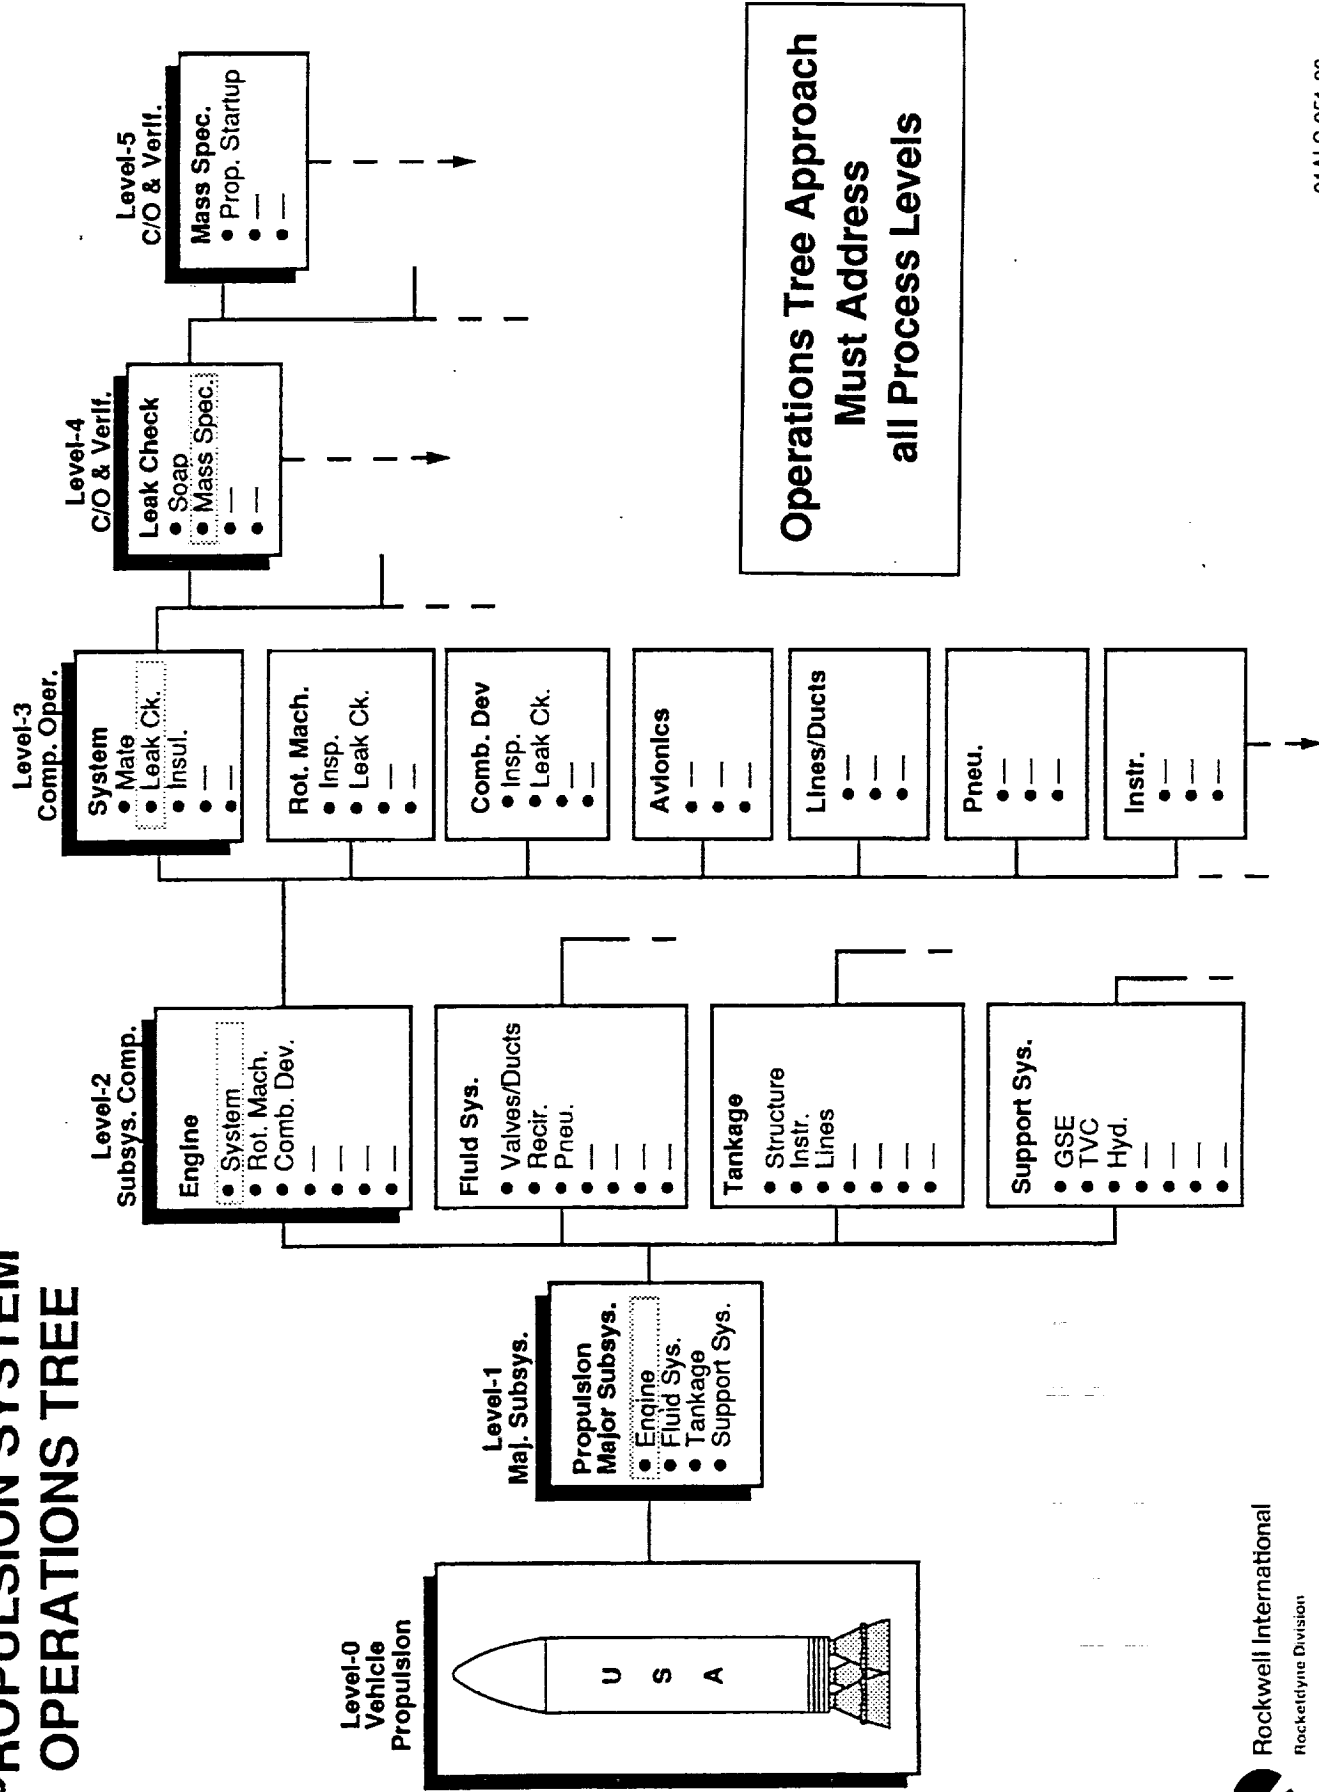 PROPULSION SYSTEM
OPERATIONS TREE
Level-0
Vehicle
Propulsion
U
S
A
Level-1
Maj. Subsys.
Propulsion
Major Subsys.
• Engine
• Fluid Sys.
• Tankage
• Support Sys.
Level-2
Subsys. Comp.
Engine
• System
• Rot. Mach.
• Comb. Dev.
• —
• —
• —
• —
Fluid Sys.
• Valves/Ducts
• Recir.
• Pneu.
• —
• —
• —
• —
Tankage
• Structure
• Instr.
• Lines
• —
• —
• —
• —
Support Sys.
• GSE
• TVC
• Hyd.
• —
• —
• —
• —
Level-3
Comp. Oper.
System
• Mate
• Leak Ck.
• Insul.
• —
• —
Rot. Mach.
• Insp.
• Leak Ck.
• —
• —
Comb. Dev
• Insp.
• Leak Ck.
• —
• —
Avionics
• —
• —
• —
Lines/Ducts
• —
• —
• —
Pneu.
• —
• —
• —
Instr.
• —
• —
• —
Level-4
C/O & Verif.
Leak Check
• Soap
• Mass Spec.
• —
• —
Level-5
C/O & Verif.
Mass Spec.
• Prop. Startup
• —
• —
Operations Tree Approach
Must Address
all Process Levels
Rockwell International
Rocketdyne Division